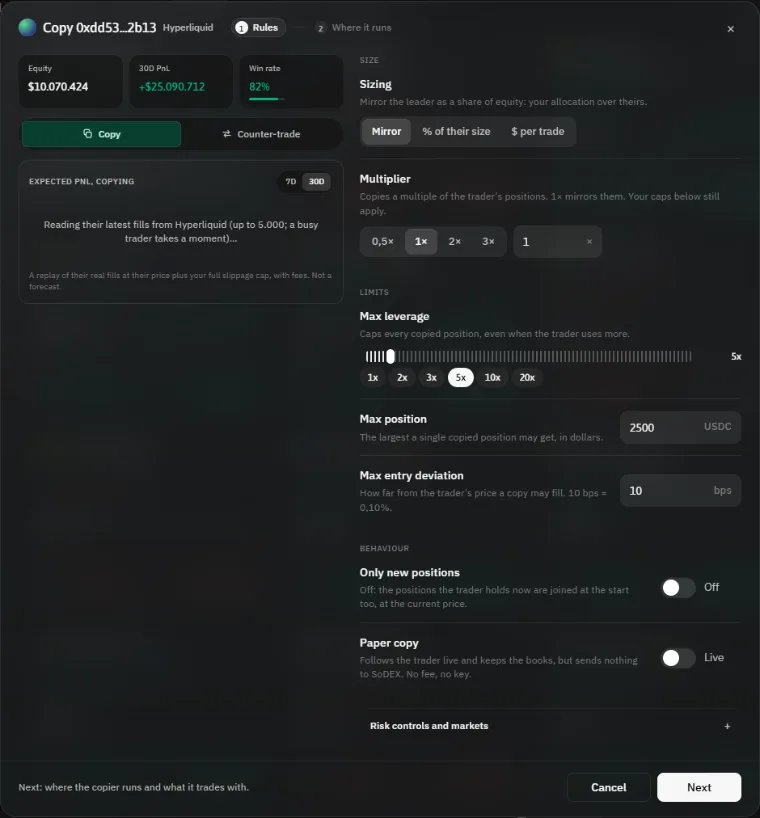 Copy 0xdd53...2b13 Hyperliquid 1 Rules 2 Where it runs ×
Equity
$10.070.424
30D PnL
+$25.090.712
Win rate
82%
Copy
Counter-trade
EXPECTED PNL, COPYING 7D 30D
Reading their latest fills from Hyperliquid (up to 5.000; a busy
trader takes a moment)...
A replay of their real fills at their price plus your full slippage cap, with fees. Not a
forecast.
SIZE
Sizing
Mirror the leader as a share of equity: your allocation over theirs.
Mirror % of their size $ per trade
Multiplier
Copies a multiple of the trader's positions. 1× mirrors them. Your caps below still
apply.
0,5× 1× 2× 3× 1 ×
LIMITS
Max leverage
Caps every copied position, even when the trader uses more.
5x
1x 2x 3x 5x 10x 20x
Max position
The largest a single copied position may get, in dollars.
2500 USDC
Max entry deviation
How far from the trader's price a copy may fill. 10 bps =
0,10%.
10 bps
BEHAVIOUR
Only new positions
Off: the positions the trader holds now are joined at the start
too, at the current price.
Off
Paper copy
Follows the trader live and keeps the books, but sends nothing
to SoDEX. No fee, no key.
Live
Risk controls and markets +
Next: where the copier runs and what it trades with.
Cancel
Next